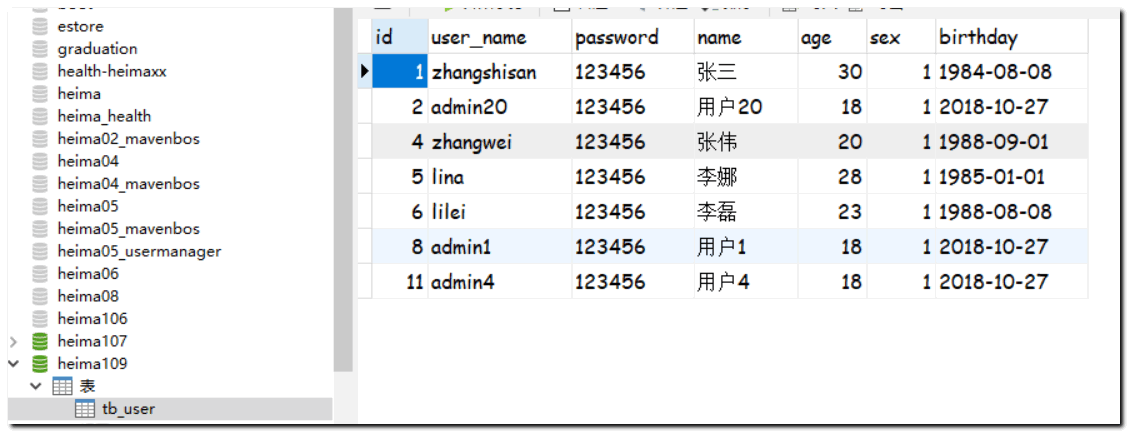 estore
graduation
health-heimaxx
heima
heima_health
heima02_mavenbos
heima04
heima04_mavenbos
heima05
heima05_mavenbos
heima05_usermanager
heima06
heima08
heima106
heima107
heima109
表
tb_user
id user_name password name age sex birthday
1 zhangshisan 123456 张三 30 1 1984-08-08
2 admin20 123456 用户20 18 1 2018-10-27
4 zhangwei 123456 张伟 20 1 1988-09-01
5 lina 123456 李娜 28 1 1985-01-01
6 lilei 123456 李磊 23 1 1988-08-08
8 admin1 123456 用户1 18 1 2018-10-27
11 admin4 123456 用户4 18 1 2018-10-27